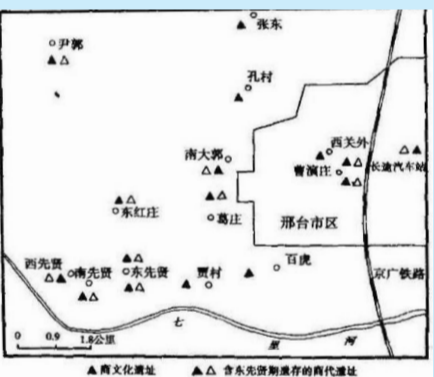 张东
尹郭
孔村
南大郭
西关外
曹演庄
长途汽车站
东红庄
葛庄
邢台市区
西先贤
南先贤
东先贤
贾村
百虎
京广铁路
七里河
0 0.9 1.8公里
▲商文化遗址 ▲△含东先贤期遗存的商代遗址